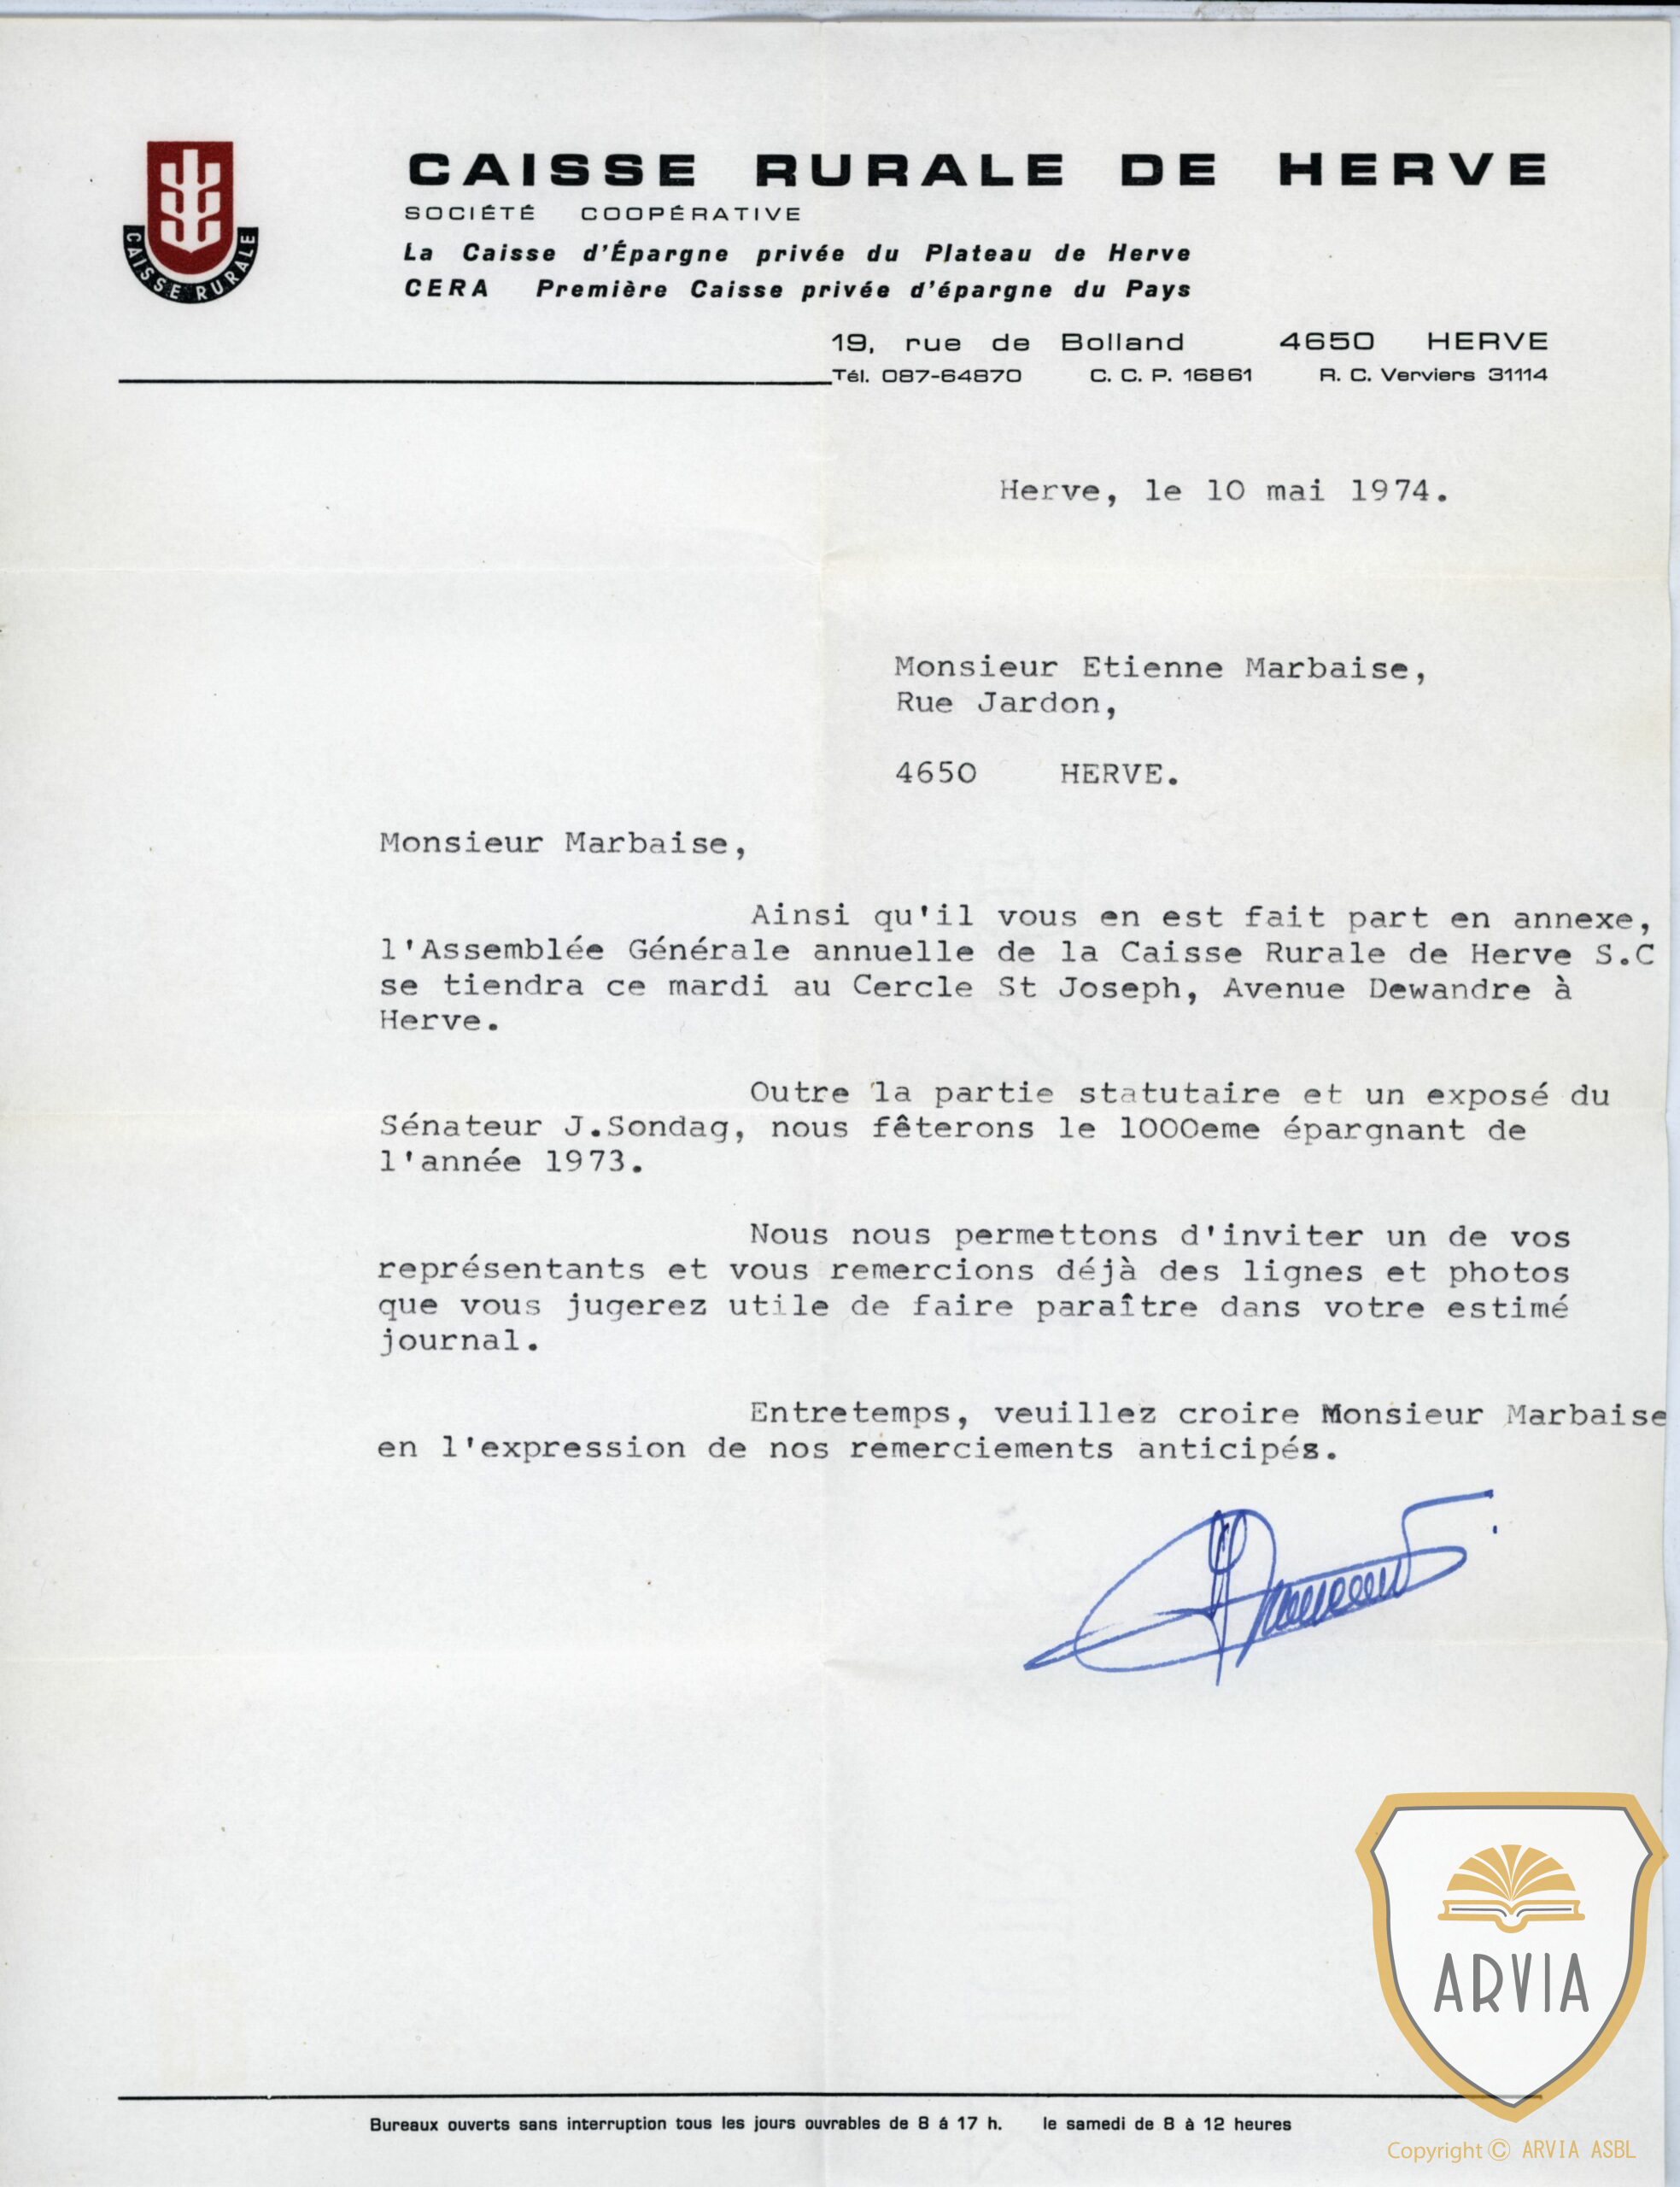 CAISSE RURALE DE HERVE
SOCIÉTÉ COOPÉRATIVE
La Caisse d'Épargne privée du Plateau de Herve
CERA Première Caisse privée d'épargne du Pays
CAISSE RURALE
19, rue de Bolland 4650 HERVE
Tél. 087-64870 C. C. P. 16861 R. C. Verviers 31114
Herve, le 10 mai 1974.
Monsieur Etienne Marbaise,
Rue Jardon,
4650 HERVE.
Monsieur Marbaise,
Ainsi qu'il vous en est fait part en annexe,
l'Assemblée Générale annuelle de la Caisse Rurale de Herve S.C
se tiendra ce mardi au Cercle St Joseph, Avenue Dewandre à
Herve.
Outre la partie statutaire et un exposé du
Sénateur J.Sondag, nous fêterons le 1000eme épargnant de
l'année 1973.
Nous nous permettons d'inviter un de vos
représentants et vous remercions déjà des lignes et photos
que vous jugerez utile de faire paraître dans votre estimé
journal.
Entretemps, veuillez croire Monsieur Marbaise
en l'expression de nos remerciements anticipés.
ARVIA
Bureaux ouverts sans interruption tous les jours ouvrables de 8 á 17 h. le samedi de 8 à 12 heures
Copyright © ARVIA ASBL